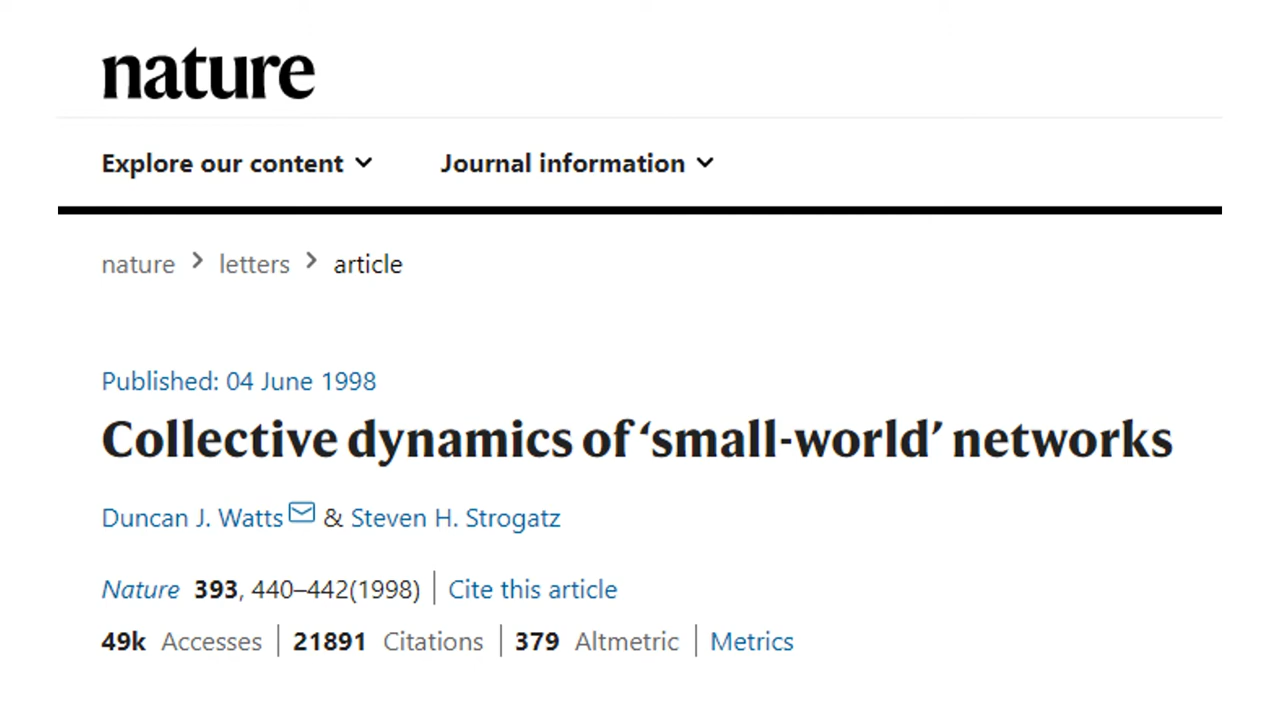 nature
Explore our content Journal information
nature > letters > article
Published: 04 June 1998
Collective dynamics of ‘small-world’ networks
Duncan J. Watts & Steven H. Strogatz
Nature 393, 440–442(1998) | Cite this article
49k Accesses | 21891 Citations | 379 Altmetric | Metrics